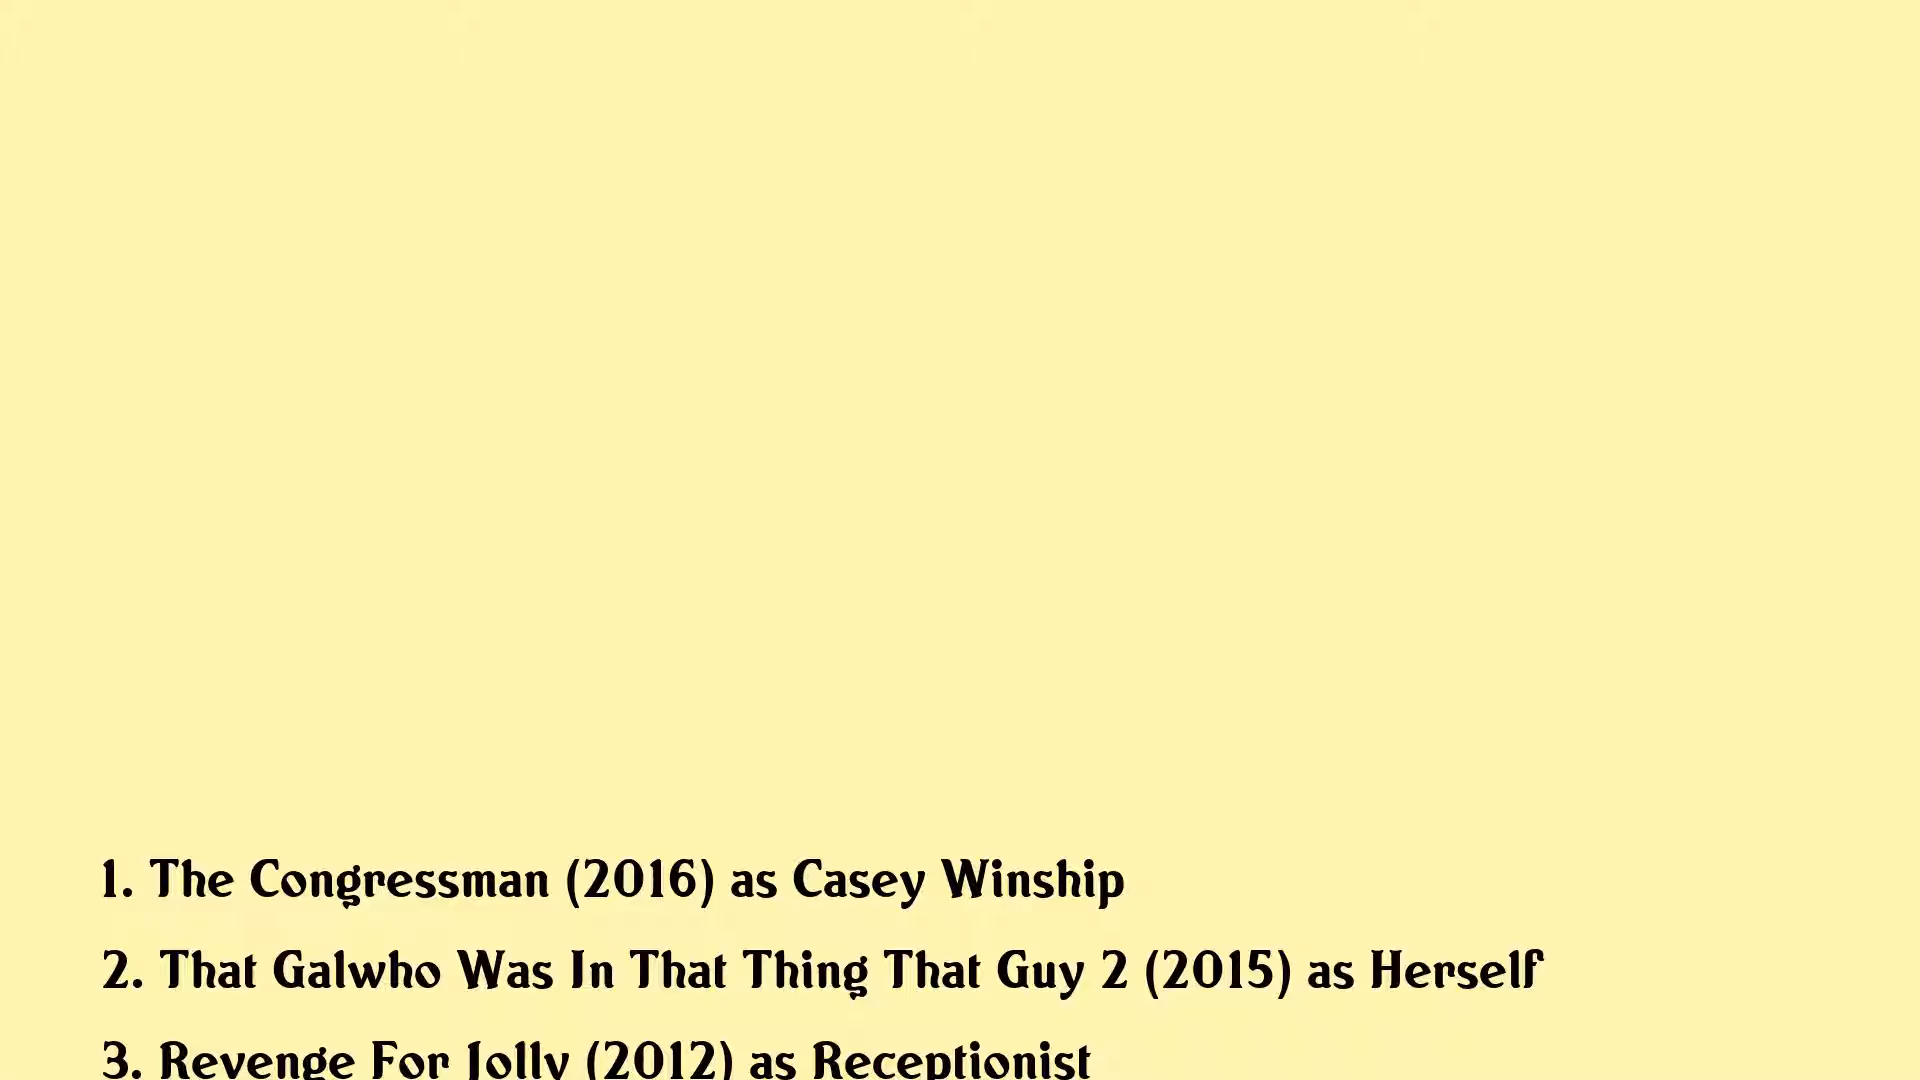 1. The Congressman (2016) as Casey Winship
2. That Galwho Was In That Thing That Guy 2 (2015) as Herself
3. Revenge For Jolly (2012) as Receptionist